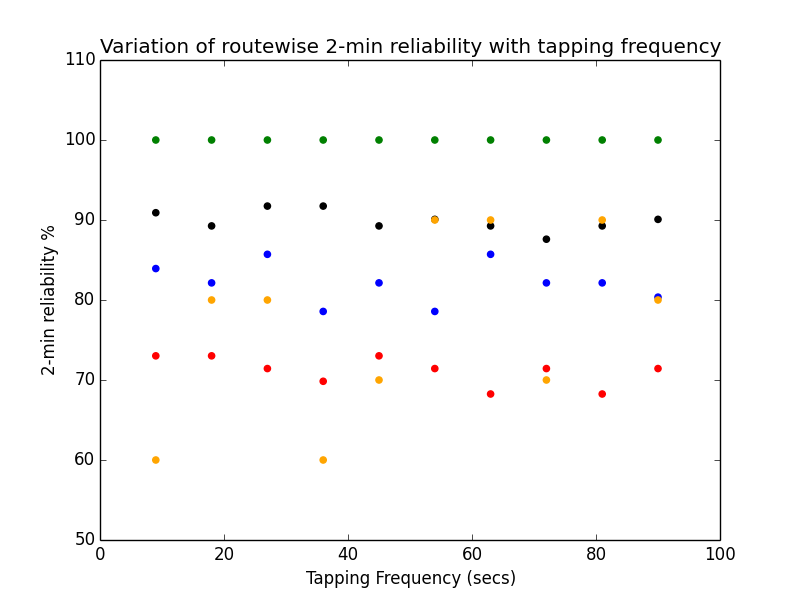 Variation of routewise 2-min reliability with tapping frequency
110
100
90
80
70
60
50
2-min reliability %
0 20 40 60 80 100
Tapping Frequency (secs)